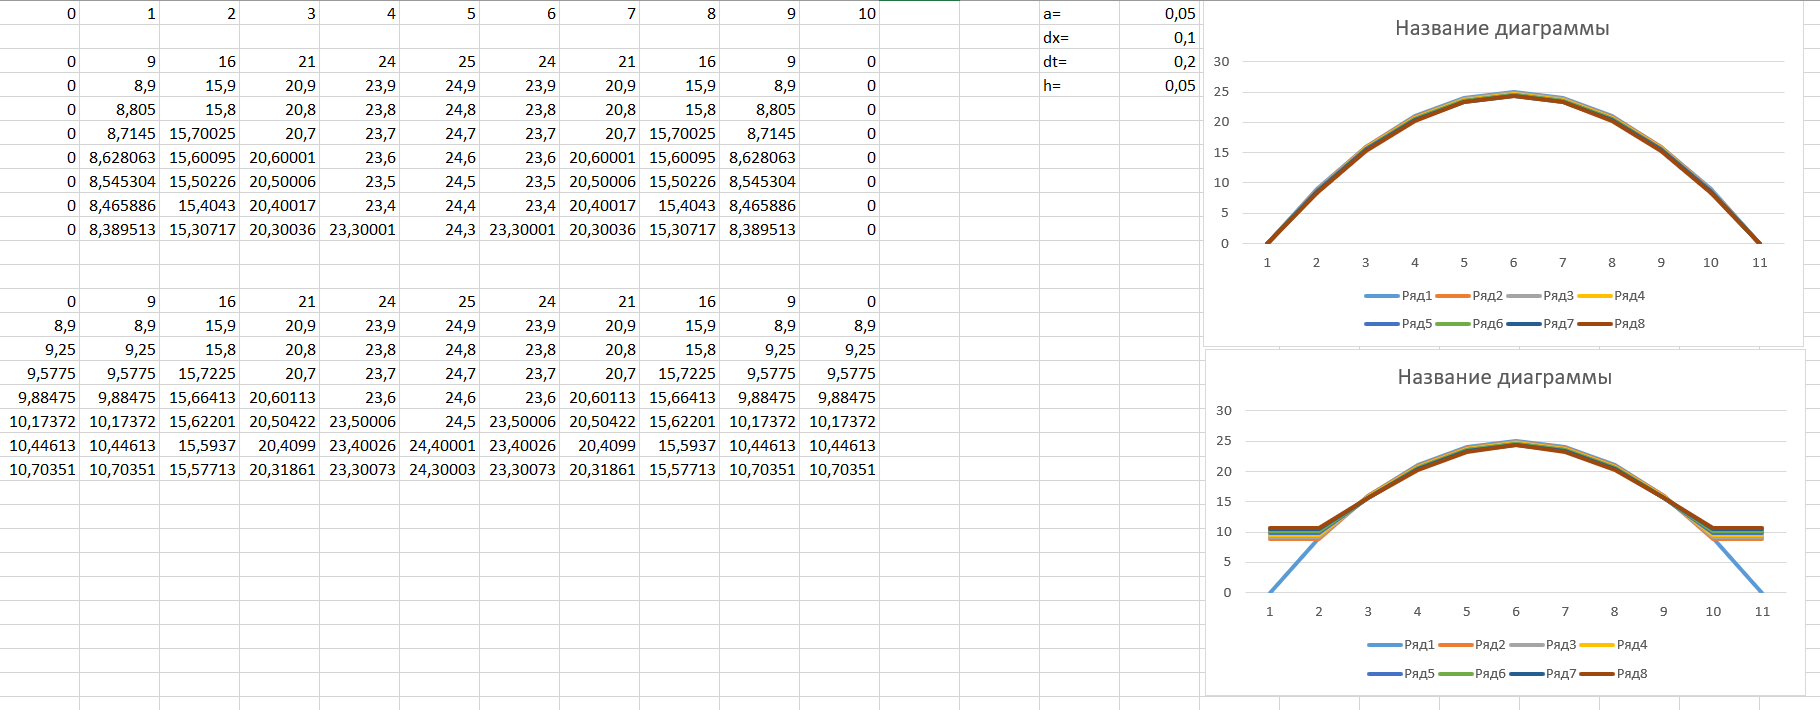 0 1 2 3 4 5 6 7 8 9 10 a= 0,05
dx= 0,1
0 9 16 21 24 25 24 21 16 9 0 dt= 0,2
0 8,9 15,9 20,9 23,9 24,9 23,9 20,9 15,9 8,9 0 h= 0,05
0 8,805 15,8 20,8 23,8 24,8 23,8 20,8 15,8 8,805 0
0 8,7145 15,70025 20,7 23,7 24,7 23,7 20,7 15,70025 8,7145 0
0 8,628063 15,60095 20,60001 23,6 24,6 23,6 20,60001 15,60095 8,628063 0
0 8,545304 15,50226 20,50006 23,5 24,5 23,5 20,50006 15,50226 8,545304 0
0 8,465886 15,4043 20,40017 23,4 24,4 23,4 20,40017 15,4043 8,465886 0
0 8,389513 15,30717 20,30036 23,30001 24,3 23,30001 20,30036 15,30717 8,389513 0
0 9 16 21 24 25 24 21 16 9 0
8,9 8,9 15,9 20,9 23,9 24,9 23,9 20,9 15,9 8,9 8,9
9,25 9,25 15,8 20,8 23,8 24,8 23,8 20,8 15,8 9,25 9,25
9,5775 9,5775 15,7225 20,7 23,7 24,7 23,7 20,7 15,7225 9,5775 9,5775
9,88475 9,88475 15,66413 20,60113 23,6 24,6 23,6 20,60113 15,66413 9,88475 9,88475
10,17372 10,17372 15,62201 20,50422 23,50006 24,5 23,50006 20,50422 15,62201 10,17372 10,17372
10,44613 10,44613 15,5937 20,4099 23,40026 24,40001 23,40026 20,4099 15,5937 10,44613 10,44613
10,70351 10,70351 15,57713 20,31861 23,30073 24,30003 23,30073 20,31861 15,57713 10,70351 10,70351
Название диаграммы
30
25
20
15
10
5
0
1 2 3 4 5 6 7 8 9 10 11
Ряд1 Ряд2 Ряд3 Ряд4
Ряд5 Ряд6 Ряд7 Ряд8
Название диаграммы
30
25
20
15
10
5
0
1 2 3 4 5 6 7 8 9 10 11
Ряд1 Ряд2 Ряд3 Ряд4
Ряд5 Ряд6 Ряд7 Ряд8